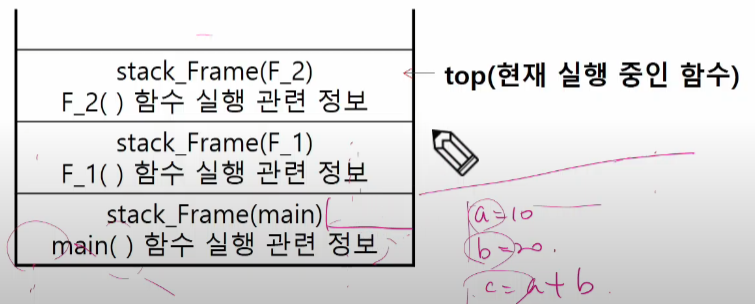 stack_Frame(F_2)
F_2( ) 함수 실행 관련 정보
top(현재 실행 중인 함수)
stack_Frame(F_1)
F_1( ) 함수 실행 관련 정보
stack_Frame(main)
main( ) 함수 실행 관련 정보
a=10
b=20.
c=a+b